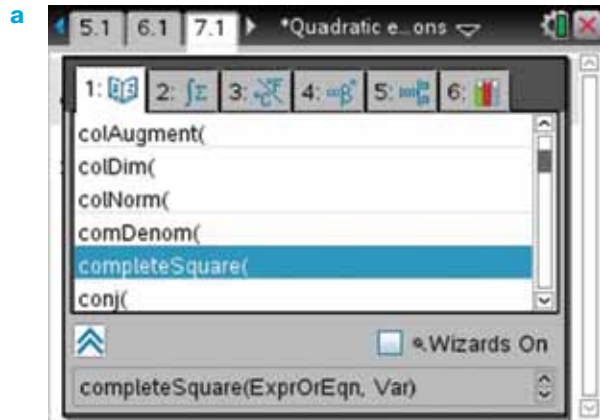 a
5.1 6.1 7.1 *Quadratic e...ons
1: 2: ∫Σ 3: 4: 5: 6:
colAugment(
colDim(
colNorm(
comDenom(
completeSquare(
conj(
Wizards On
completeSquare(ExprOrEqn, Var)